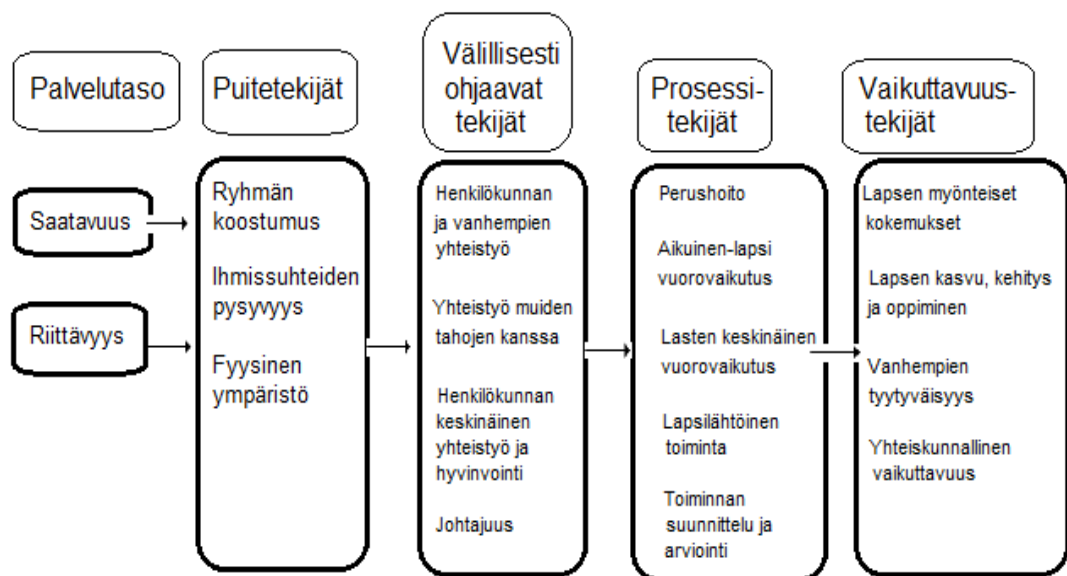 Palvelutaso
Puitetekijät
Välillisesti
ohjaavat
tekijät
Prosessi-
tekijät
Vaikuttavuus-
tekijät
Saatavuus
Riittävyys
Ryhmän
koostumus
Ihmissuhteiden
pysyvyys
Fyysinen
ympäristö
Henkilökunnan
ja vanhempien
yhteistyö
Yhteistyö muiden
tahojen kanssa
Henkilökunnan
keskinäinen
yhteistyö ja
hyvinvointi
Johtajuus
Perushoito
Aikuinen-lapsi
vuorovaikutus
Lasten keskinäinen
vuorovaikutus
Lapsilähtöinen
toiminta
Toiminnan
suunnittelu ja
arviointi
Lapsen myönteiset
kokemukset
Lapsen kasvu, kehitys
ja oppiminen
Vanhempien
tyytyväisyys
Yhteiskunnallinen
vaikuttavuus